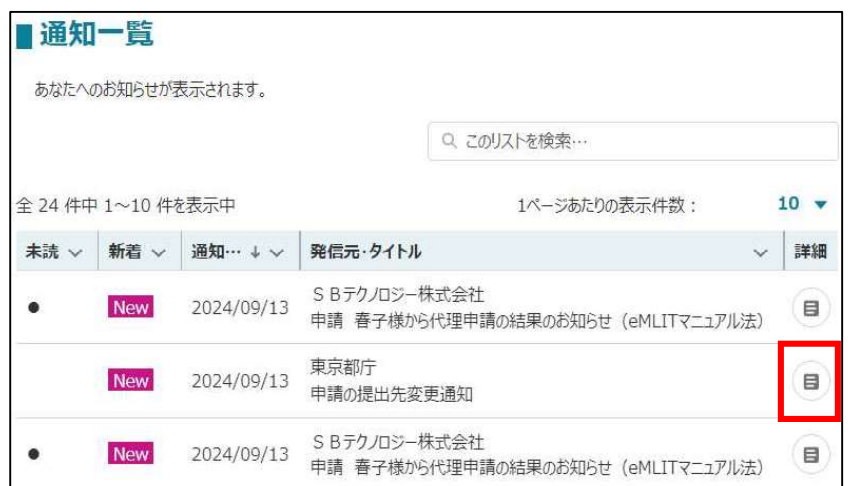 通知一覧
あなたへのお知らせが表示されます。
このリストを検索…
全 24 件中 1～10 件を表示中 1ページあたりの表示件数： 10
未読 新着 通知… ↓ 発信元・タイトル 詳細
● New 2024/09/13 ＳＢテクノロジー株式会社
申請 春子様から代理申請の結果のお知らせ（eMLITマニュアル法）
New 2024/09/13 東京都庁
申請の提出先変更通知
● New 2024/09/13 ＳＢテクノロジー株式会社
申請 春子様から代理申請の結果のお知らせ（eMLITマニュアル法）